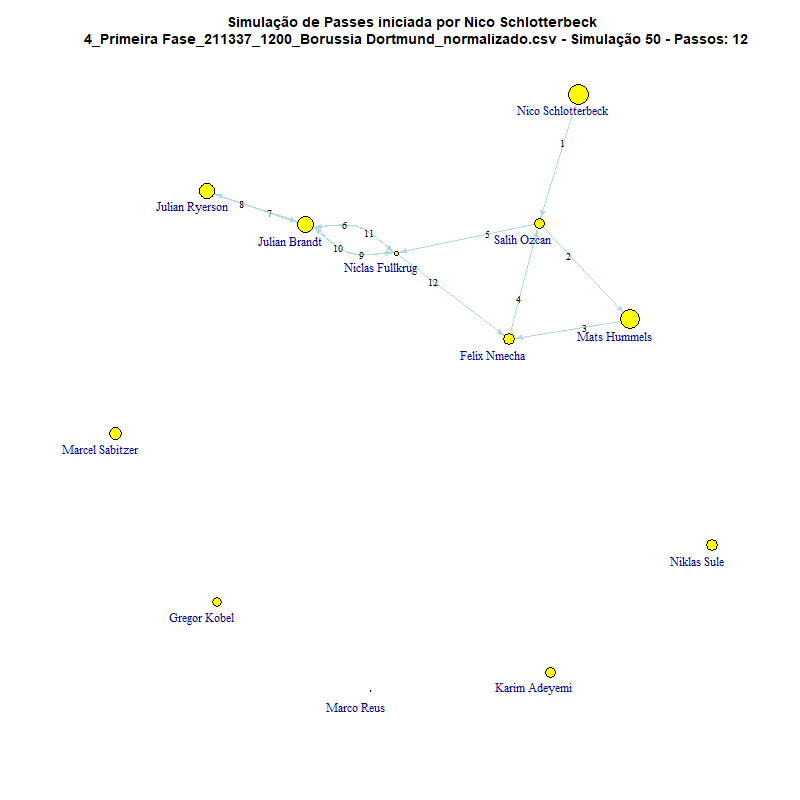 Simulação de Passes iniciada por Nico Schlotterbeck
4_Primeira Fase_211337_1200_Borussia Dortmund_normalizado.csv - Simulação 50 - Passos: 12
Nico Schlotterbeck
1
Julian Ryerson
8
7
Julian Brandt
6
11
10
9
Niclas Fullkrug
5
Salih Ozcan
2
12
4
3
Mats Hummels
Felix Nmecha
Marcel Sabitzer
Niklas Sule
Gregor Kobel
Karim Adeyemi
Marco Reus